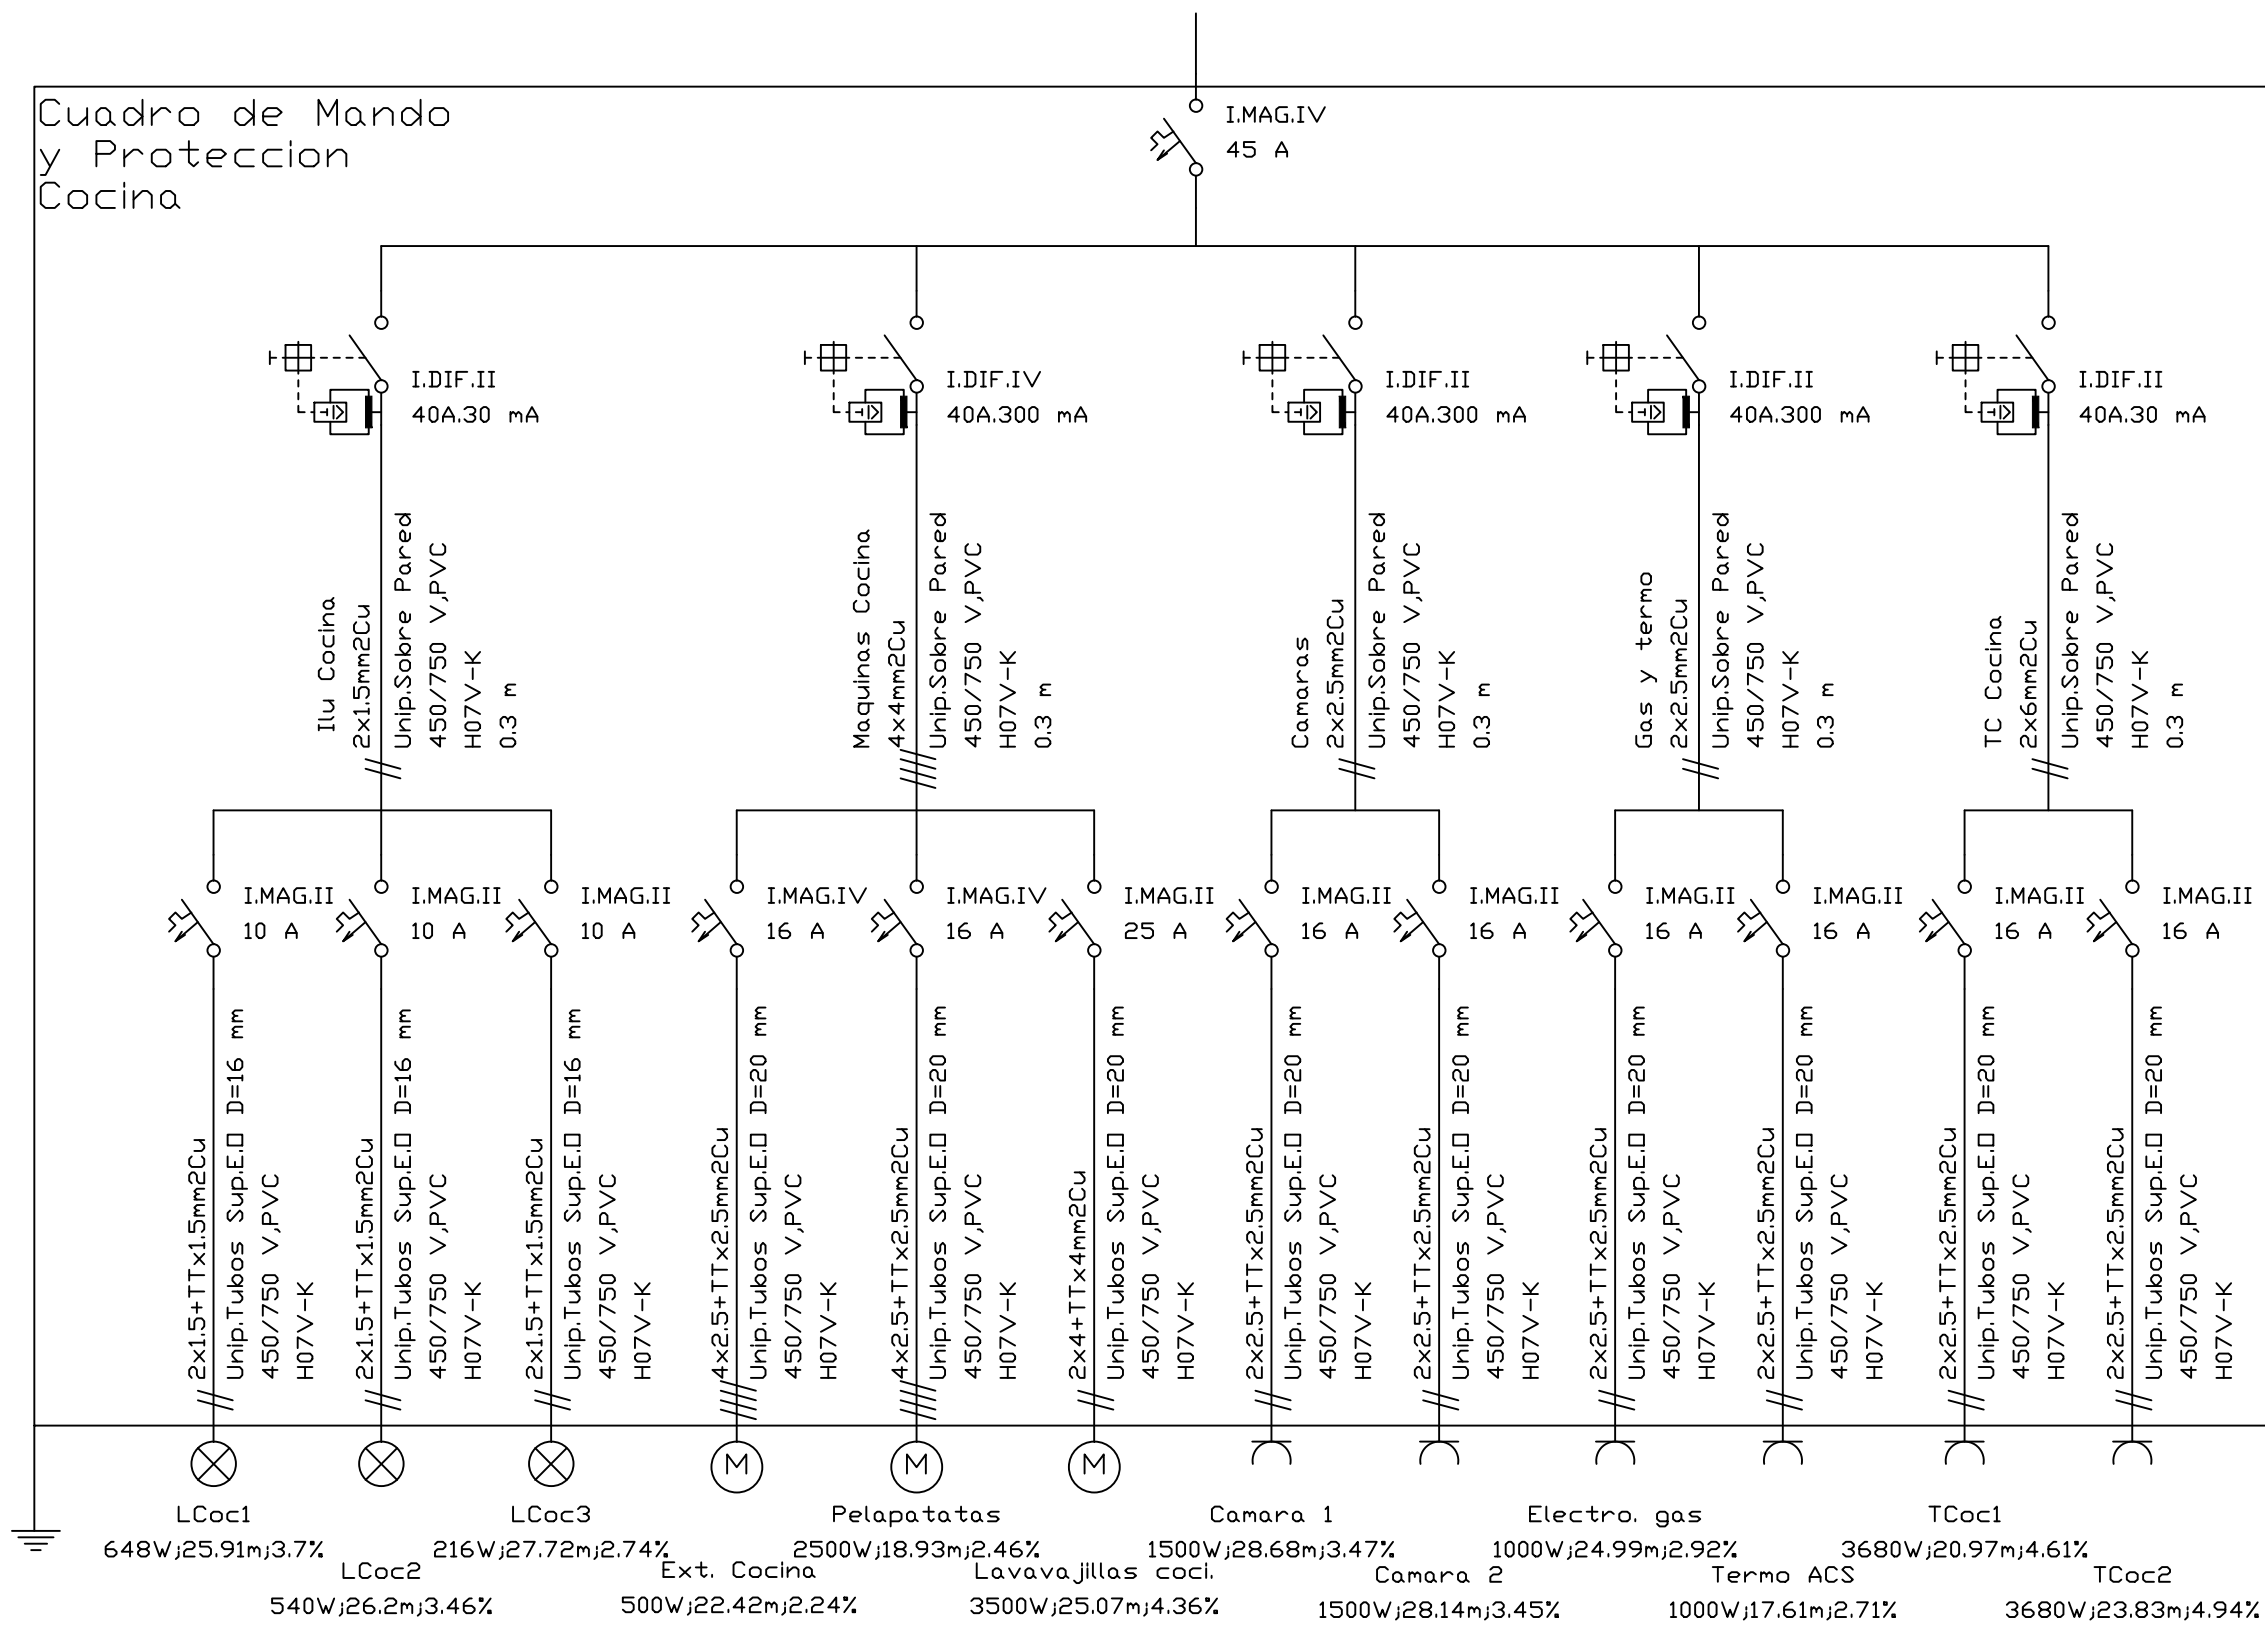 Cuadro de Mando
y Proteccion
Cocina
I.MAG.IV
45 A
I.DIF.II
40A.30 mA
I.DIF.IV
40A.300 mA
I.DIF.II
40A.300 mA
I.DIF.II
40A.300 mA
I.DIF.II
40A.30 mA
Ilu Cocina
2x1.5mm2Cu
Unip.Sobre Pared
450/750 V,PVC
H07V-K
0.3 m
Maquinas Cocina
4x4mm2Cu
Unip.Sobre Pared
450/750 V,PVC
H07V-K
0.3 m
Camaras
2x2.5mm2Cu
Unip.Sobre Pared
450/750 V,PVC
H07V-K
0.3 m
Gas y termo
2x2.5mm2Cu
Unip.Sobre Pared
450/750 V,PVC
H07V-K
0.3 m
TC Cocina
2x6mm2Cu
Unip.Sobre Pared
450/750 V,PVC
H07V-K
0.3 m
I.MAG.II
10 A
I.MAG.II
10 A
I.MAG.II
10 A
I.MAG.IV
16 A
I.MAG.IV
16 A
I.MAG.II
25 A
I.MAG.II
16 A
I.MAG.II
16 A
I.MAG.II
16 A
I.MAG.II
16 A
I.MAG.II
16 A
I.MAG.II
16 A
2x1.5+TTx1.5mm2Cu
Unip.Tubos Sup.E.□ D=16 mm
450/750 V,PVC
H07V-K
2x1.5+TTx1.5mm2Cu
Unip.Tubos Sup.E.□ D=16 mm
450/750 V,PVC
H07V-K
2x1.5+TTx1.5mm2Cu
Unip.Tubos Sup.E.□ D=16 mm
450/750 V,PVC
H07V-K
4x2.5+TTx2.5mm2Cu
Unip.Tubos Sup.E.□ D=20 mm
450/750 V,PVC
H07V-K
4x2.5+TTx2.5mm2Cu
Unip.Tubos Sup.E.□ D=20 mm
450/750 V,PVC
H07V-K
2x4+TTx4mm2Cu
Unip.Tubos Sup.E.□ D=20 mm
450/750 V,PVC
H07V-K
2x2.5+TTx2.5mm2Cu
Unip.Tubos Sup.E.□ D=20 mm
450/750 V,PVC
H07V-K
2x2.5+TTx2.5mm2Cu
Unip.Tubos Sup.E.□ D=20 mm
450/750 V,PVC
H07V-K
2x2.5+TTx2.5mm2Cu
Unip.Tubos Sup.E.□ D=20 mm
450/750 V,PVC
H07V-K
2x2.5+TTx2.5mm2Cu
Unip.Tubos Sup.E.□ D=20 mm
450/750 V,PVC
H07V-K
2x2.5+TTx2.5mm2Cu
Unip.Tubos Sup.E.□ D=20 mm
450/750 V,PVC
H07V-K
2x2.5+TTx2.5mm2Cu
Unip.Tubos Sup.E.□ D=20 mm
450/750 V,PVC
H07V-K
M
M
M
LCoc1
648W;25.91m;3.7%
LCoc2
540W;26.2m;3.46%
LCoc3
216W;27.72m;2.74%
Ext. Cocina
500W;22.42m;2.24%
Pelapatatas
2500W;18.93m;2.46%
Lavavajillas coci.
3500W;25.07m;4.36%
Camara 1
1500W;28.68m;3.47%
Camara 2
1500W;28.14m;3.45%
Electro. gas
1000W;24.99m;2.92%
Termo ACS
1000W;17.61m;2.71%
TCoc1
3680W;20.97m;4.61%
TCoc2
3680W;23.83m;4.94%